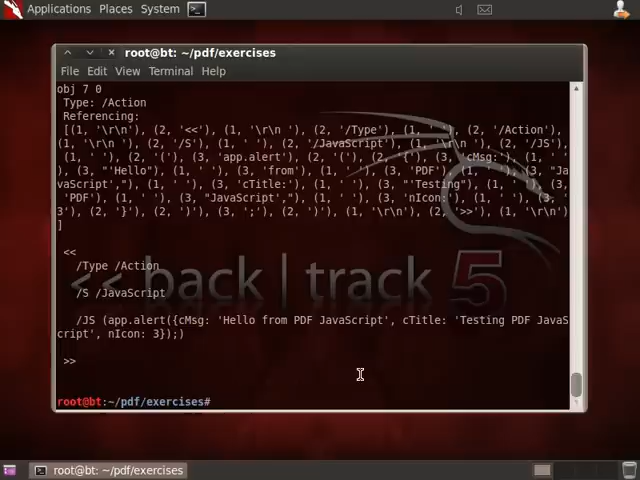 Applications Places System
root@bt: ~/pdf/exercises
File Edit View Terminal Help
obj 7 0
Type: /Action
Referencing:
[(1, '\r\n'), (2, '<<'), (1, '\r\n '), (2, '/Type'), (1, ' '), (2, '/Action'),
(1, '\r\n '), (2, '/S'), (1, ' '), (2, '/JavaScript'), (1, '\r\n '), (2, '/JS'),
(1, ' '), (2, '('), (3, 'app.alert'), (2, '('), (2, '{'), (3, 'cMsg:'), (1, ' '
), (3, "'Hello"), (1, ' '), (3, 'from'), (1, ' '), (3, 'PDF'), (1, ' '), (3, "Ja
vaScript',"), (1, ' '), (3, 'cTitle:'), (1, ' '), (3, "'Testing"), (1, ' '), (3,
'PDF'), (1, ' '), (3, "JavaScript',"), (1, ' '), (3, 'nIcon:'), (1, ' '), (3, '
3'), (2, '}'), (2, ')'), (3, ';'), (2, ')'), (1, '\r\n'), (2, '>>'), (1, '\r\n')
]
<<
/Type /Action
/S /JavaScript
<< back | track 5
/JS (app.alert({cMsg: 'Hello from PDF JavaScript', cTitle: 'Testing PDF JavaS
cript', nIcon: 3});)
>>
root@bt:~/pdf/exercises#
root@bt: ~/pdf/exercises